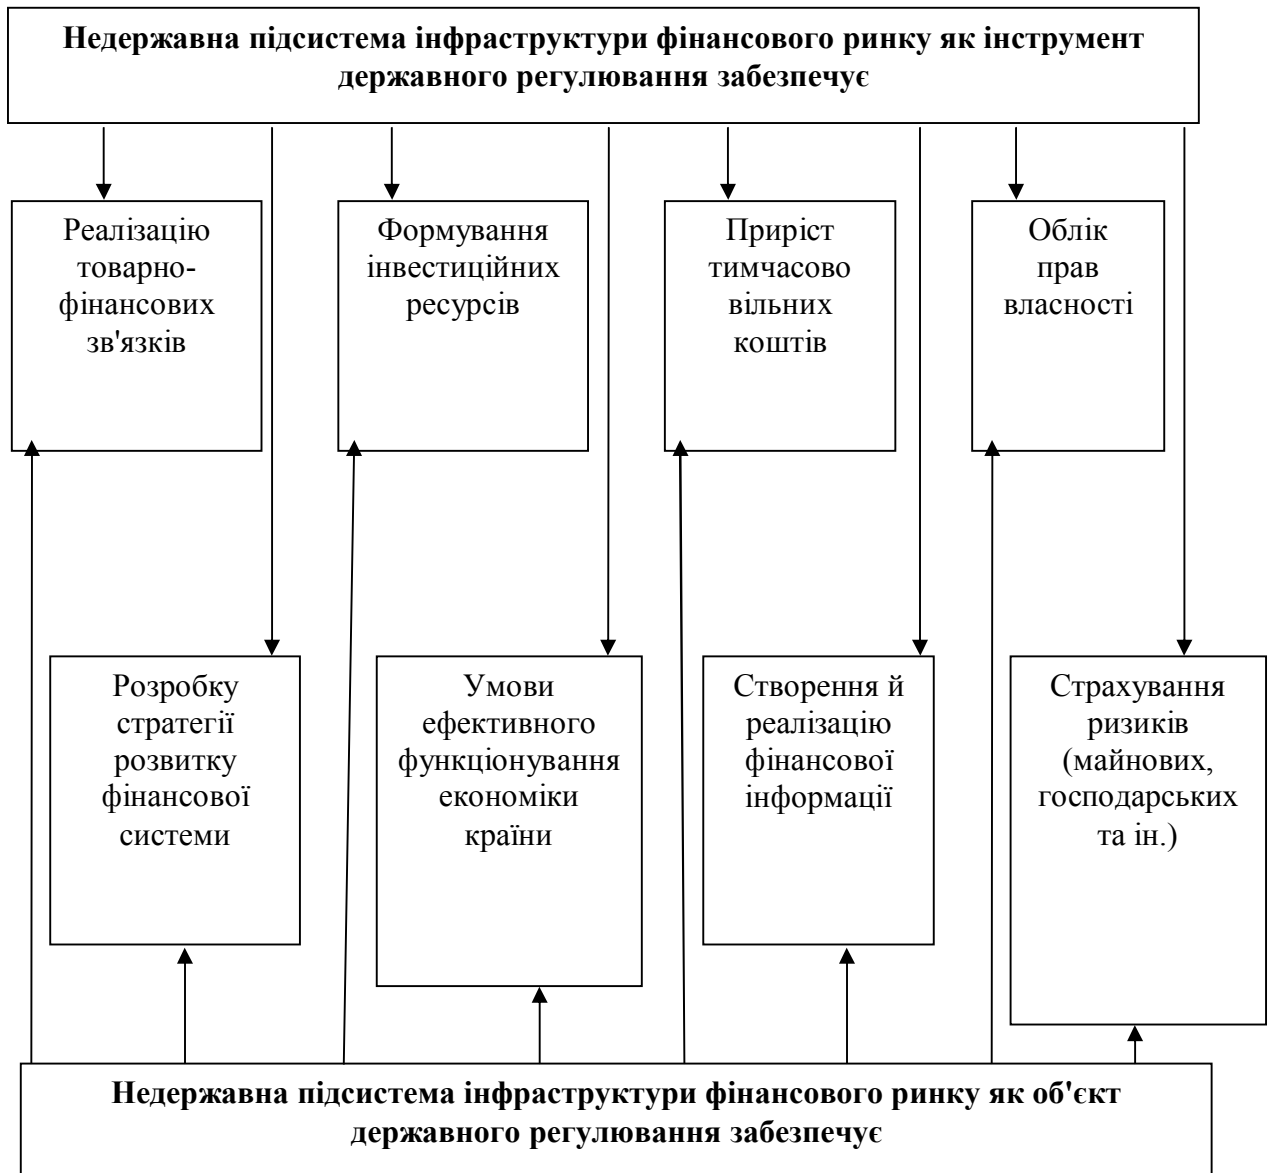 Недержавна підсистема інфраструктури фінансового ринку як інструмент
державного регулювання забезпечує
Реалізацію
товарно-
фінансових
зв'язків
Формування
інвестиційних
ресурсів
Приріст
тимчасово
вільних
коштів
Облік
прав
власності
Розробку
стратегії
розвитку
фінансової
системи
Умови
ефективного
функціонування
економіки
країни
Створення й
реалізацію
фінансової
інформації
Страхування
ризиків
(майнових,
господарських
та ін.)
Недержавна підсистема інфраструктури фінансового ринку як об'єкт
державного регулювання забезпечує